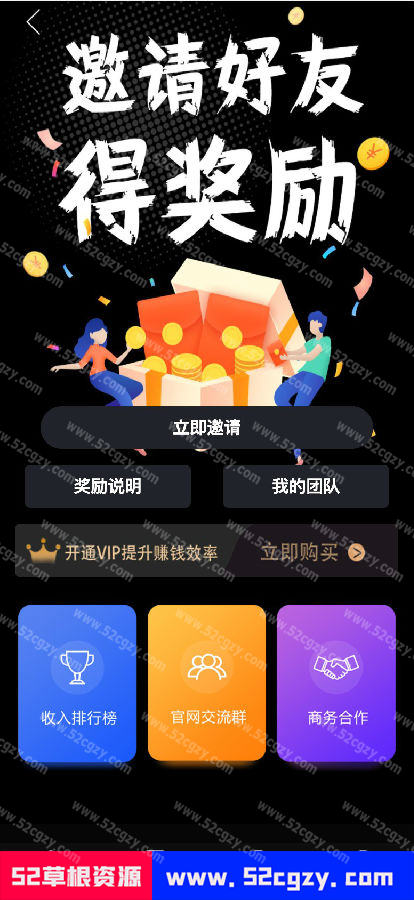 邀请好友
得奖励
立即邀请
奖励说明
我的团队
开通VIP提升赚钱效率
立即购买
收入排行榜
官网交流群
商务合作
52草根资源
www.52cgzy.com